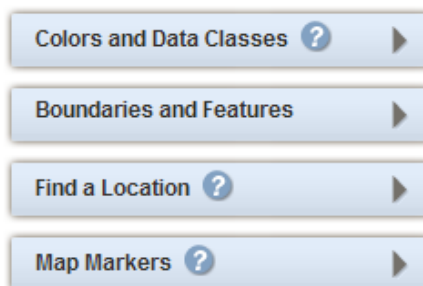 Colors and Data Classes ?
Boundaries and Features
Find a Location ?
Map Markers ?